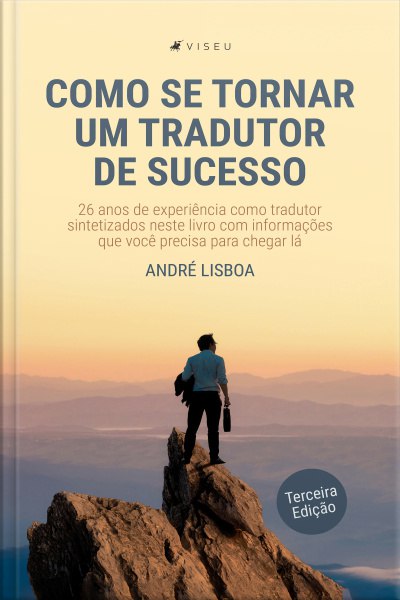 VISEU
COMO SE TORNAR
UM TRADUTOR
DE SUCESSO
26 anos de experiência como tradutor
sintetizados neste livro com informações
que você precisa para chegar lá
ANDRÉ LISBOA
Terceira
Edição